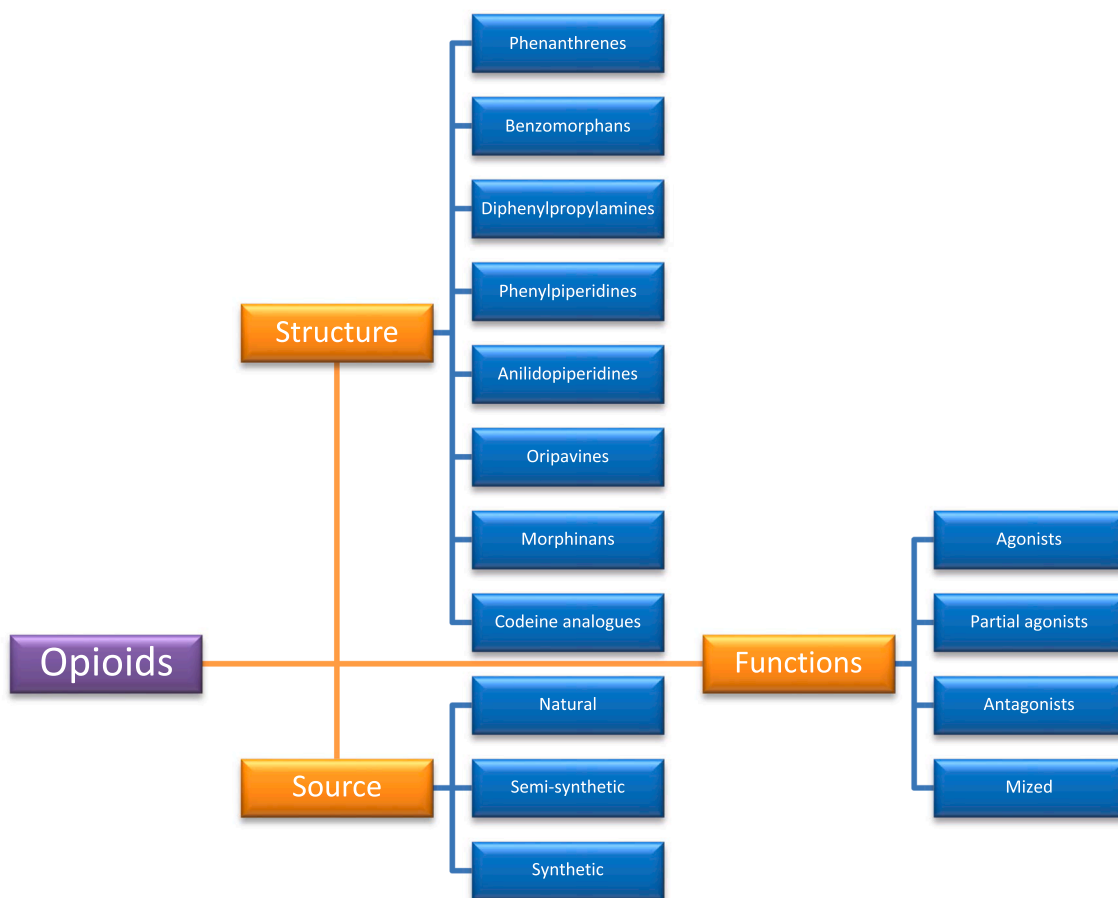 Opioids
Structure
Phenanthrenes
Benzomorphans
Diphenylpropylamines
Phenylpiperidines
Anilidopiperidines
Oripavines
Morphinans
Codeine analogues
Source
Natural
Semi-synthetic
Synthetic
Functions
Agonists
Partial agonists
Antagonists
Mized